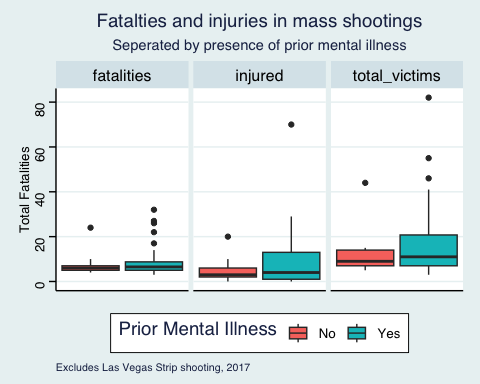 Fatalties and injuries in mass shootings
Seperated by presence of prior mental illness
fatalities injured total_victims
Total Fatalities
80
60
40
20
0
Prior Mental Illness No Yes
Excludes Las Vegas Strip shooting, 2017